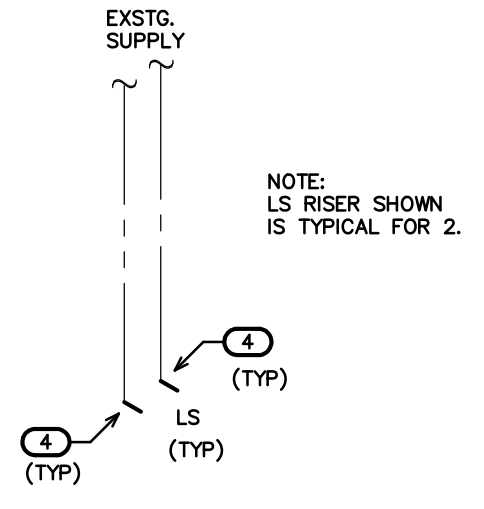 EXSTG.
SUPPLY
NOTE:
LS RISER SHOWN
IS TYPICAL FOR 2.
4
(TYP)
LS
(TYP)
4
(TYP)